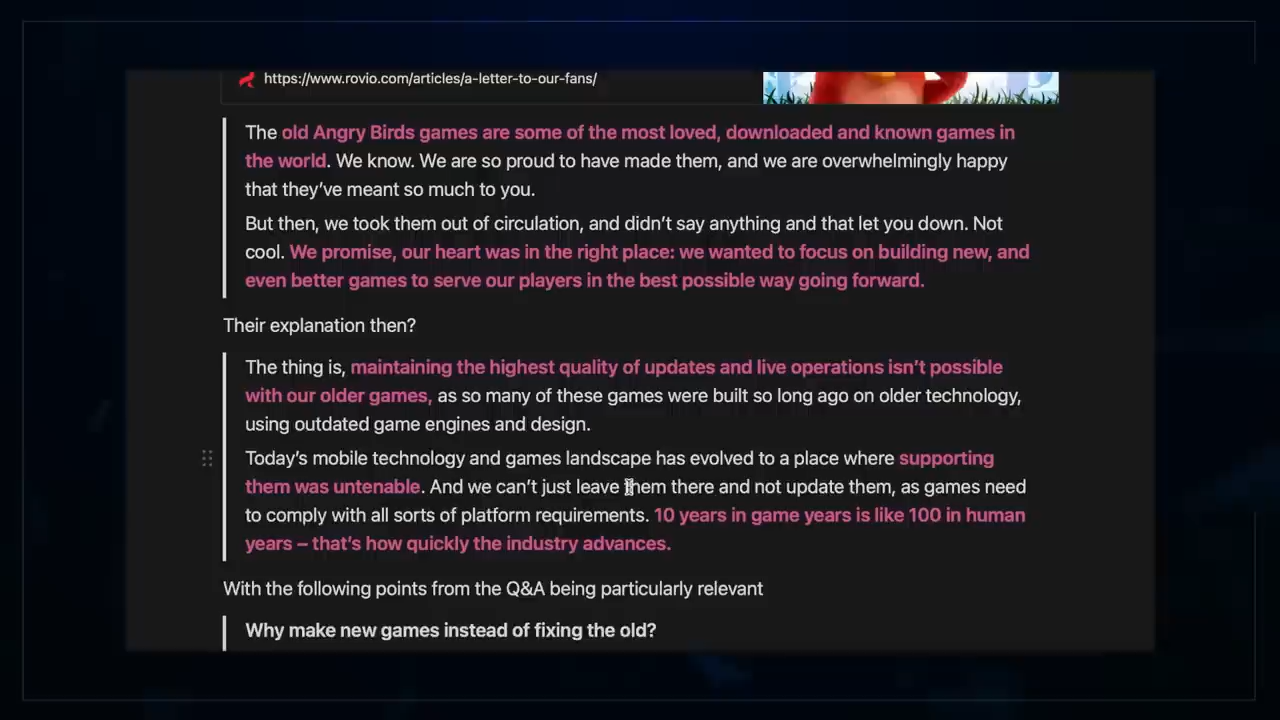 https://www.rovio.com/articles/a-letter-to-our-fans/
The old Angry Birds games are some of the most loved, downloaded and known games in
the world. We know. We are so proud to have made them, and we are overwhelmingly happy
that they’ve meant so much to you.
But then, we took them out of circulation, and didn’t say anything and that let you down. Not
cool. We promise, our heart was in the right place: we wanted to focus on building new, and
even better games to serve our players in the best possible way going forward.
Their explanation then?
The thing is, maintaining the highest quality of updates and live operations isn’t possible
with our older games, as so many of these games were built so long ago on older technology,
using outdated game engines and design.
Today’s mobile technology and games landscape has evolved to a place where supporting
them was untenable. And we can’t just leave them there and not update them, as games need
to comply with all sorts of platform requirements. 10 years in game years is like 100 in human
years – that’s how quickly the industry advances.
With the following points from the Q&A being particularly relevant
Why make new games instead of fixing the old?